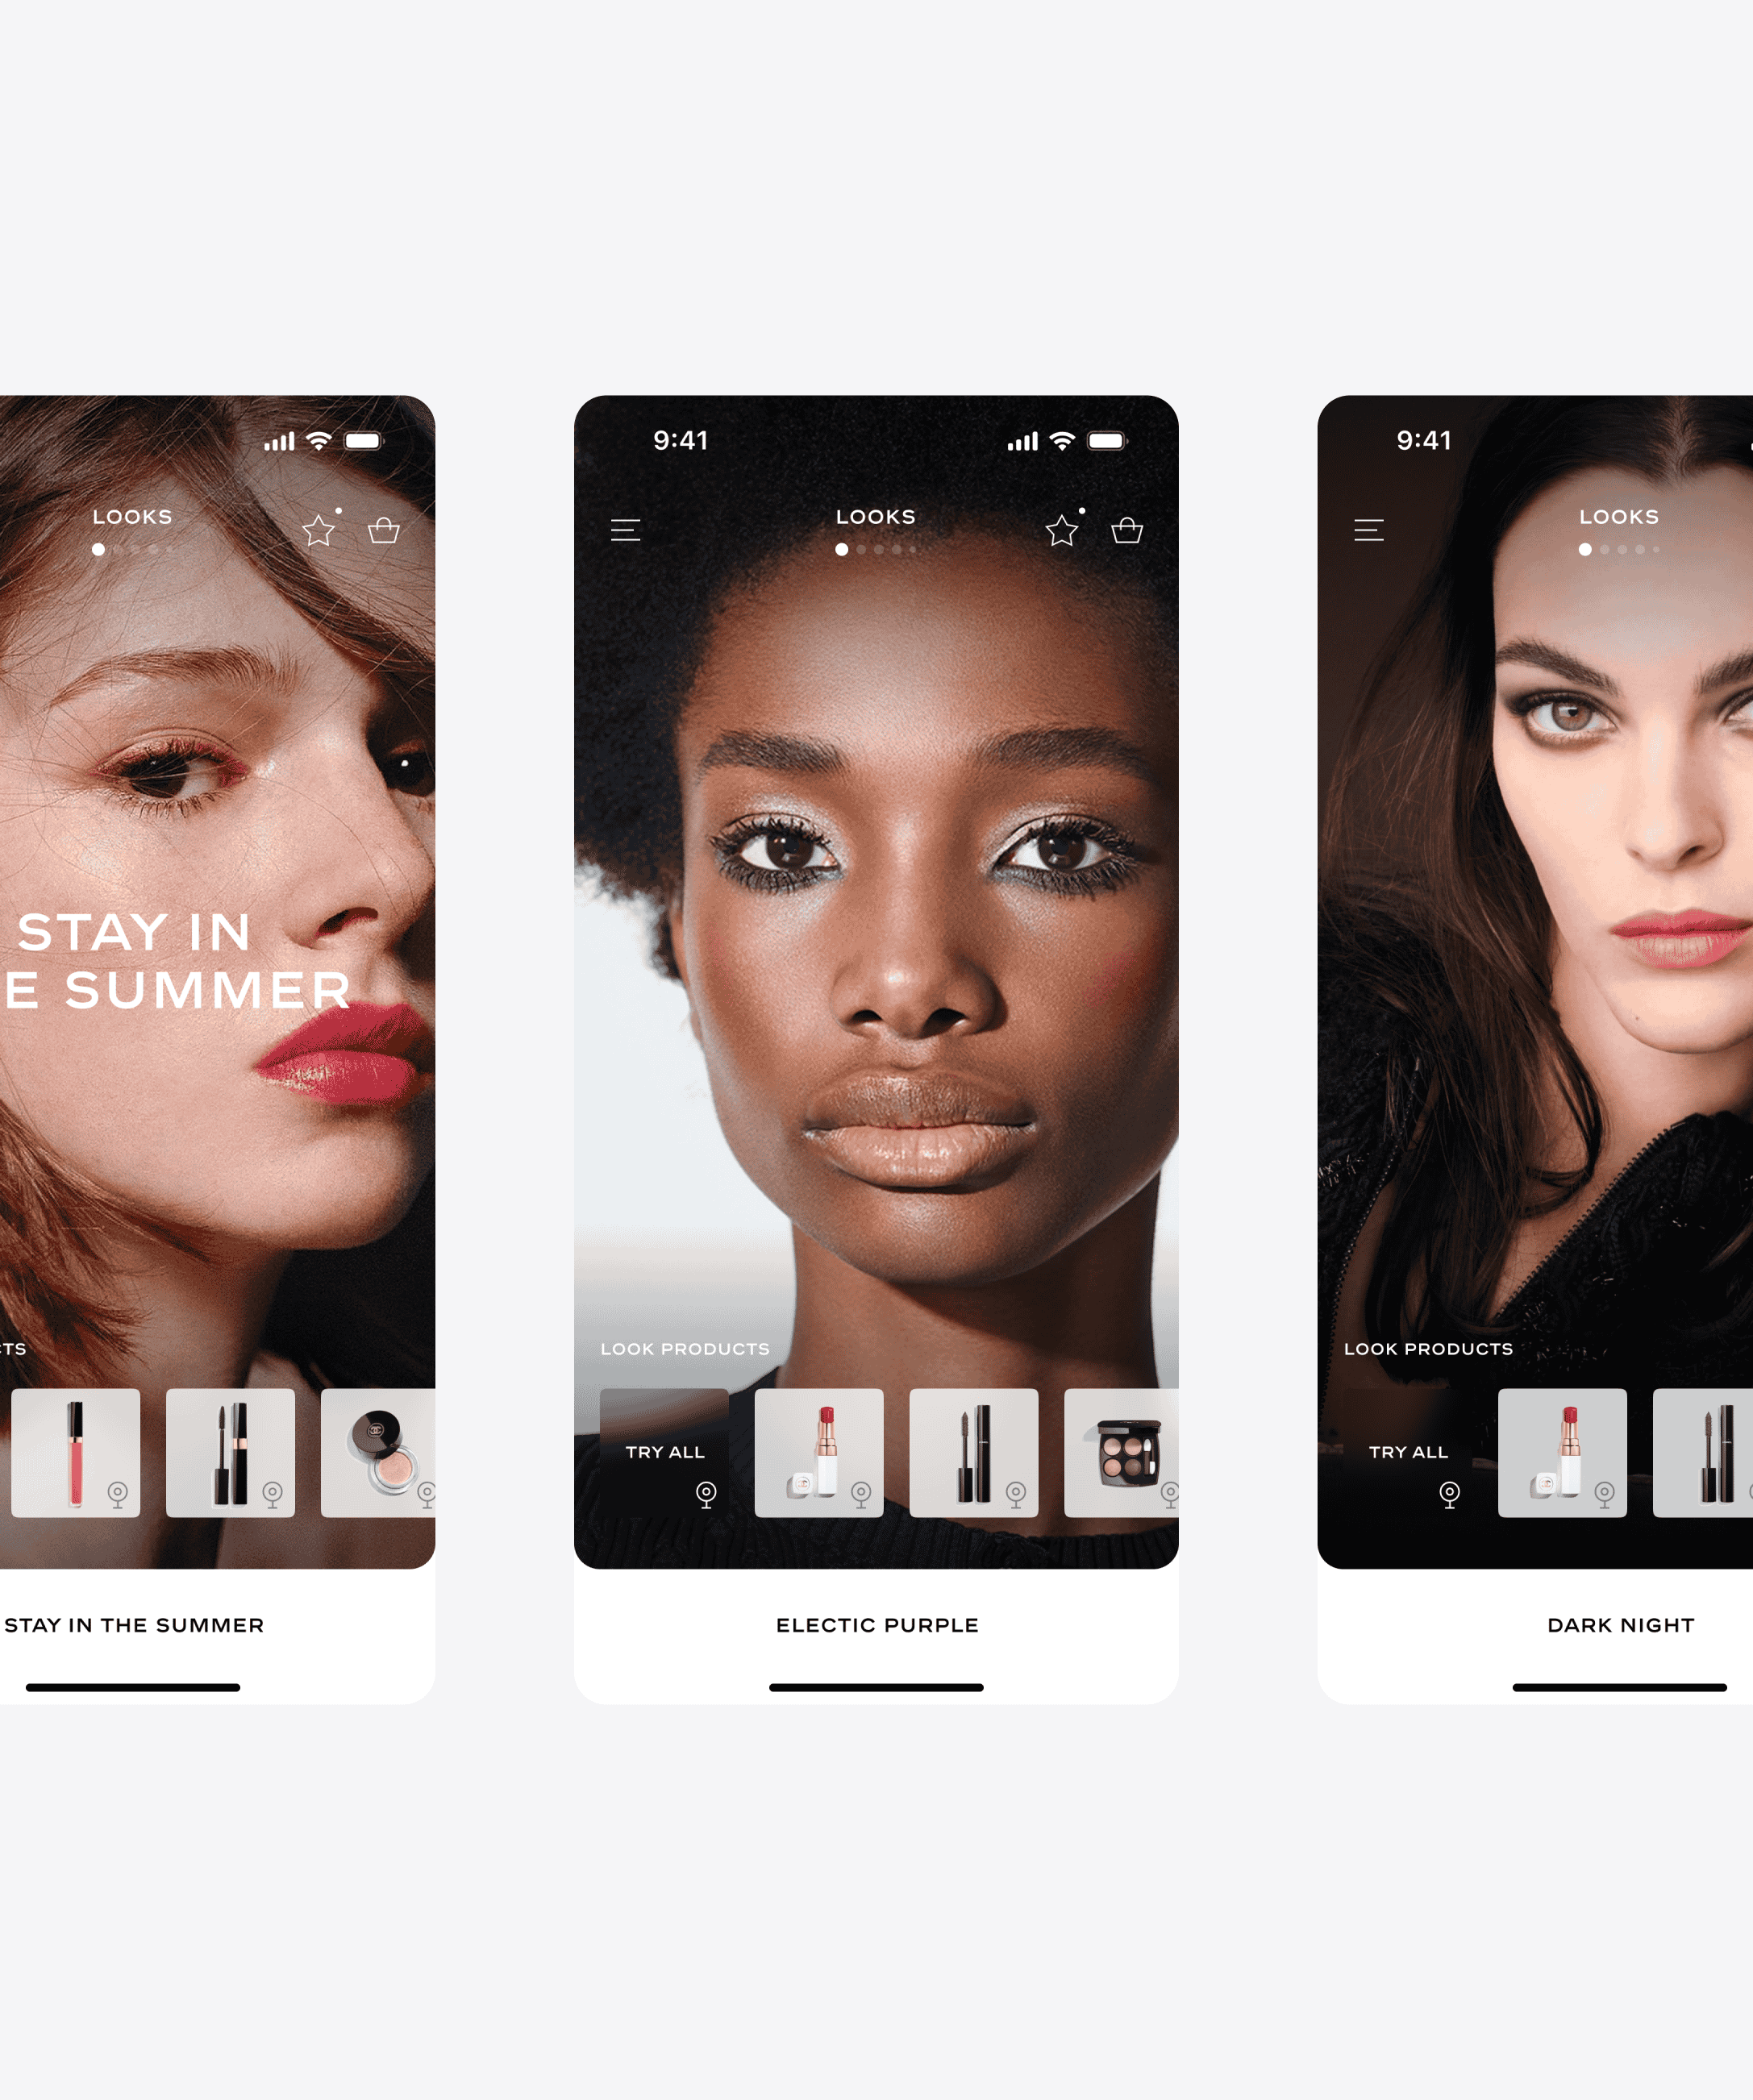 LOOKS
STAY IN
E SUMMER
CTS
STAY IN THE SUMMER
9:41
LOOKS
LOOK PRODUCTS
TRY ALL
ELECTIC PURPLE
9:41
LOOKS
LOOK PRODUCTS
TRY ALL
DARK NIGHT